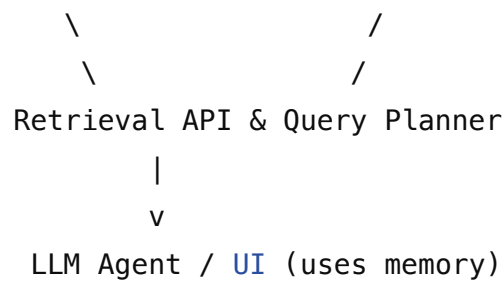 \ /
\ /
Retrieval API & Query Planner
|
v
LLM Agent / UI (uses memory)